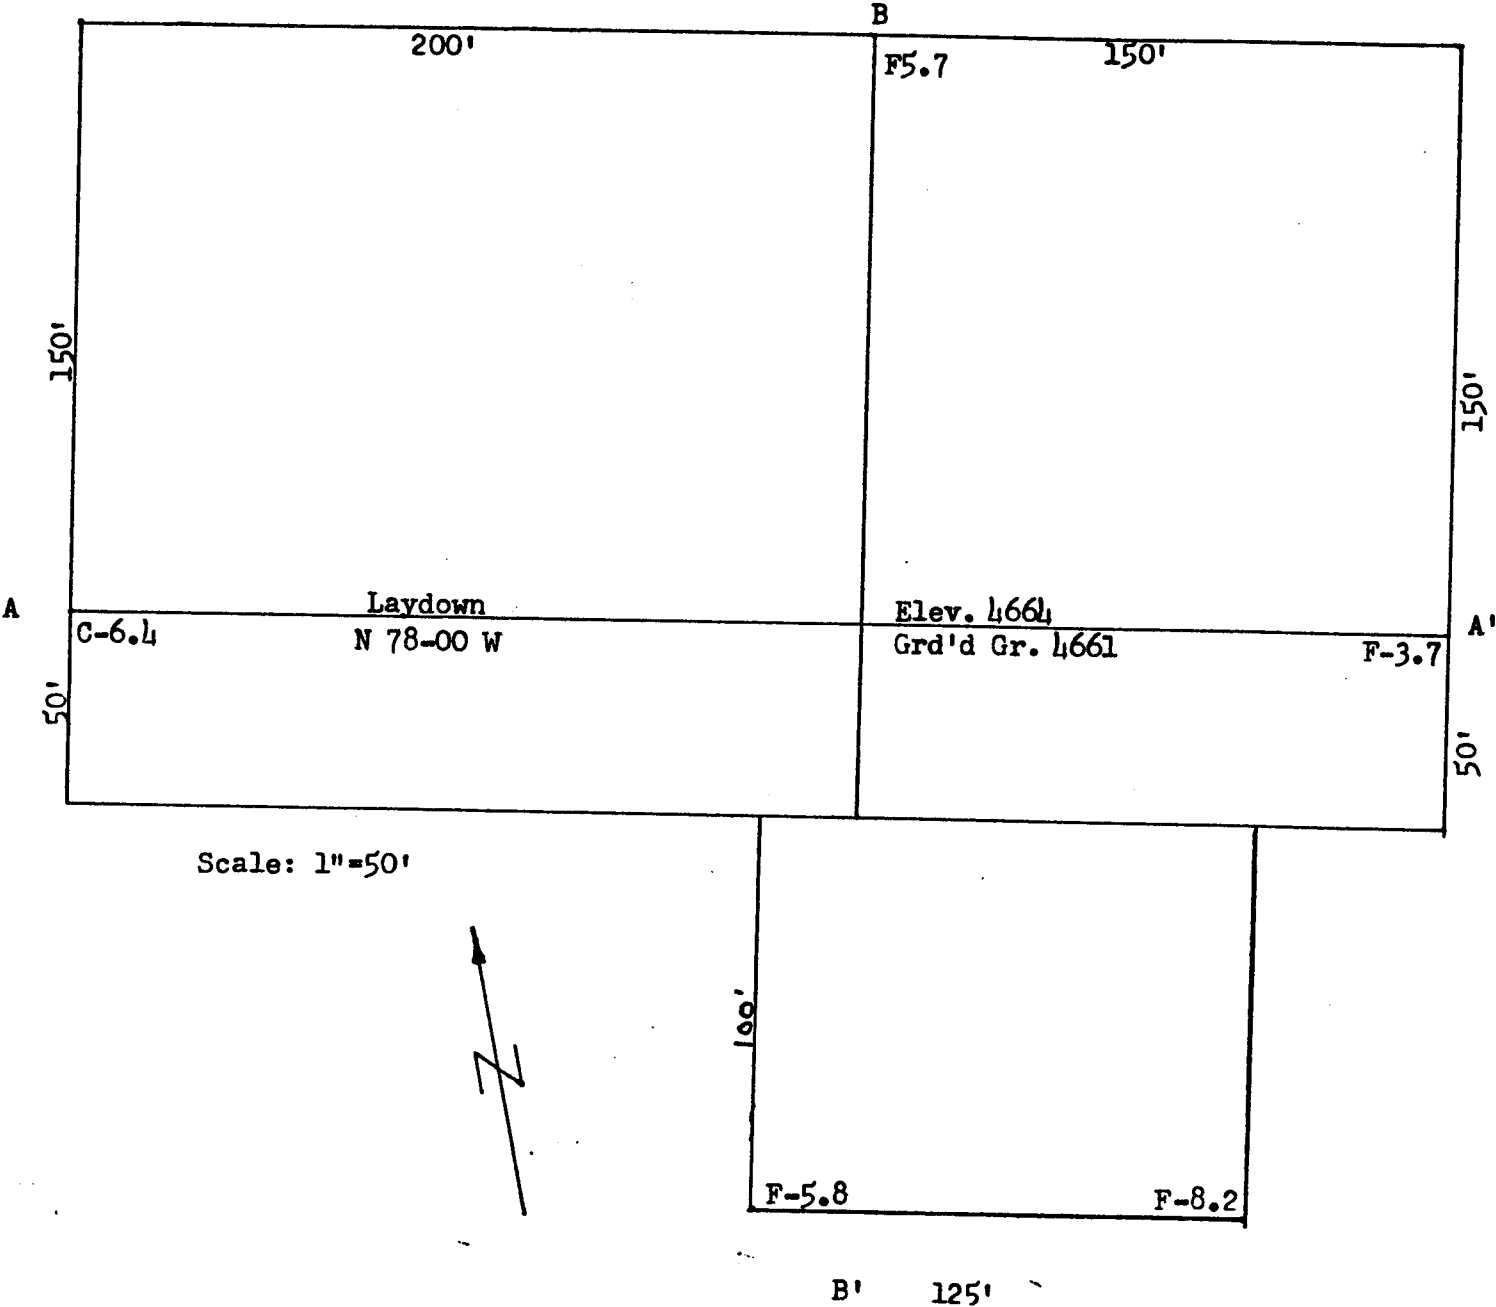 B
200'
150'
F5.7
150'
150'
A
Laydown
Elev. 4664
A'
C-6.4
N 78-00 W
Grd'd Gr. 4661
F-3.7
50'
50'
Scale: 1"=50'
N
100'
F-5.8
F-8.2
B' 125'